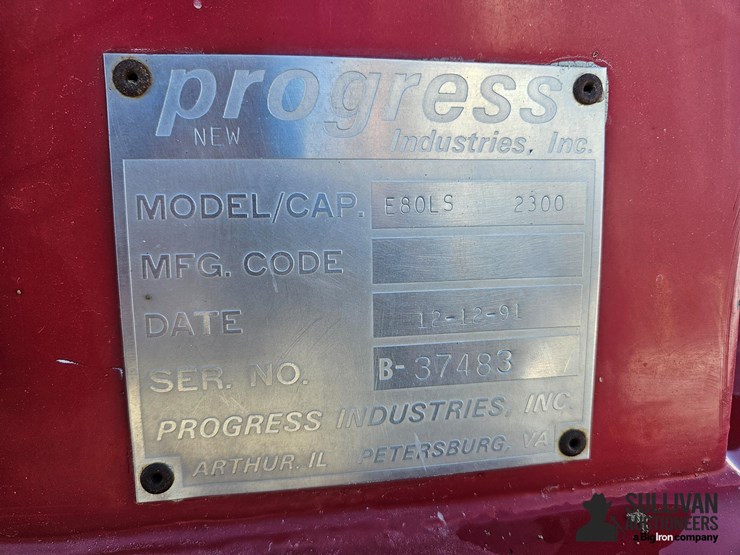 progress
NEW Industries, Inc.
MODEL/CAP. E80LS 2300
MFG. CODE
DATE 12-12-91
SER. NO. B-37483
PROGRESS INDUSTRIES, INC.
ARTHUR, IL PETERSBURG, VA
SULLIVAN
AUCTIONEERS
a BigIron company